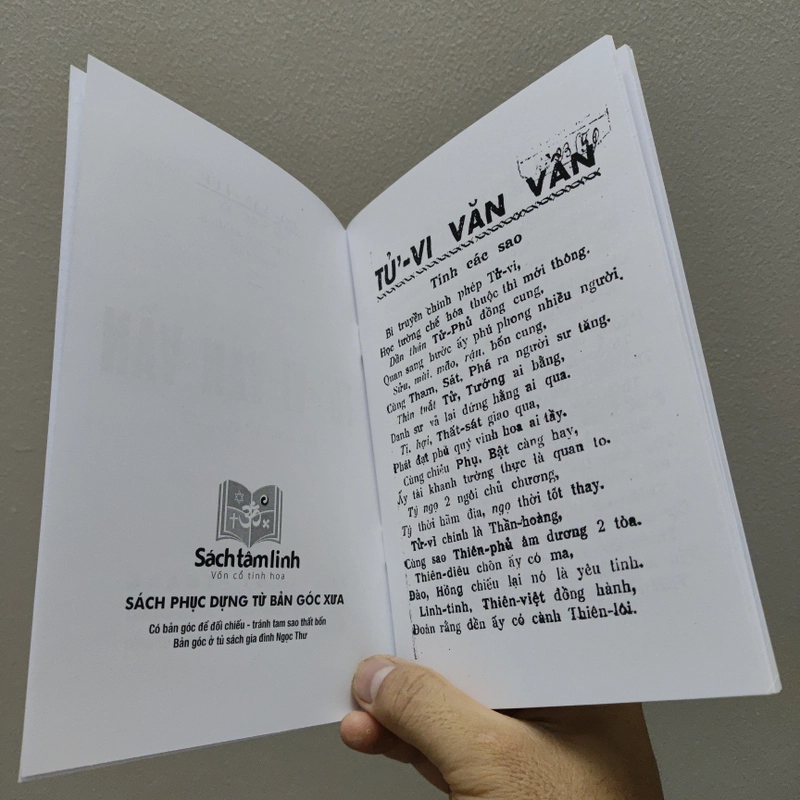 Sách tâm linh
Vốn cổ tinh hoa
SÁCH PHỤC DỰNG TỪ BẢN GỐC XƯA
Có bản gốc để đối chiếu - tránh tam sao thất bổn
Bản gốc ở tủ sách gia đình Ngọc Thư
TỬ-VI VĂN VẦN
Tính các sao
Bí truyền chính phép Tử-vi,
Học tường chế hóa thuộc thì mới thông.
Dần thân Tử-Phủ đồng cung,
Quan sang bước ấy phủ phong nhiều người.
Sửu, mùi, mão, rậu, bốn cung,
Cùng Tham, Sát, Phá ra người sư tăng.
Thìn tuất Tử, Tướng ai bằng,
Danh sư vả lại dứng hằng ai qua.
Tị, hợi, Thất-sát giao qua,
Phát đạt phú quý vinh hoa ai tầy.
Cùng chiếu Phụ, Bật càng hay,
Ấy tài khanh tướng thực là quan to.
Tý ngọ 2 ngôi chủ chương,
Tý thời hãm địa, ngọ thời tốt thay.
Tử-vi chính là Thần-hoàng,
Cùng sao Thiên-phủ âm dương 2 tòa.
Thiên-diêu chòn ấy có ma,
Đào, Hồng chiếu lại nó là yêu tinh.
Linh-tinh, Thiên-việt đồng hành,
Đoán rằng đền ấy có cành Thiên-lôi.